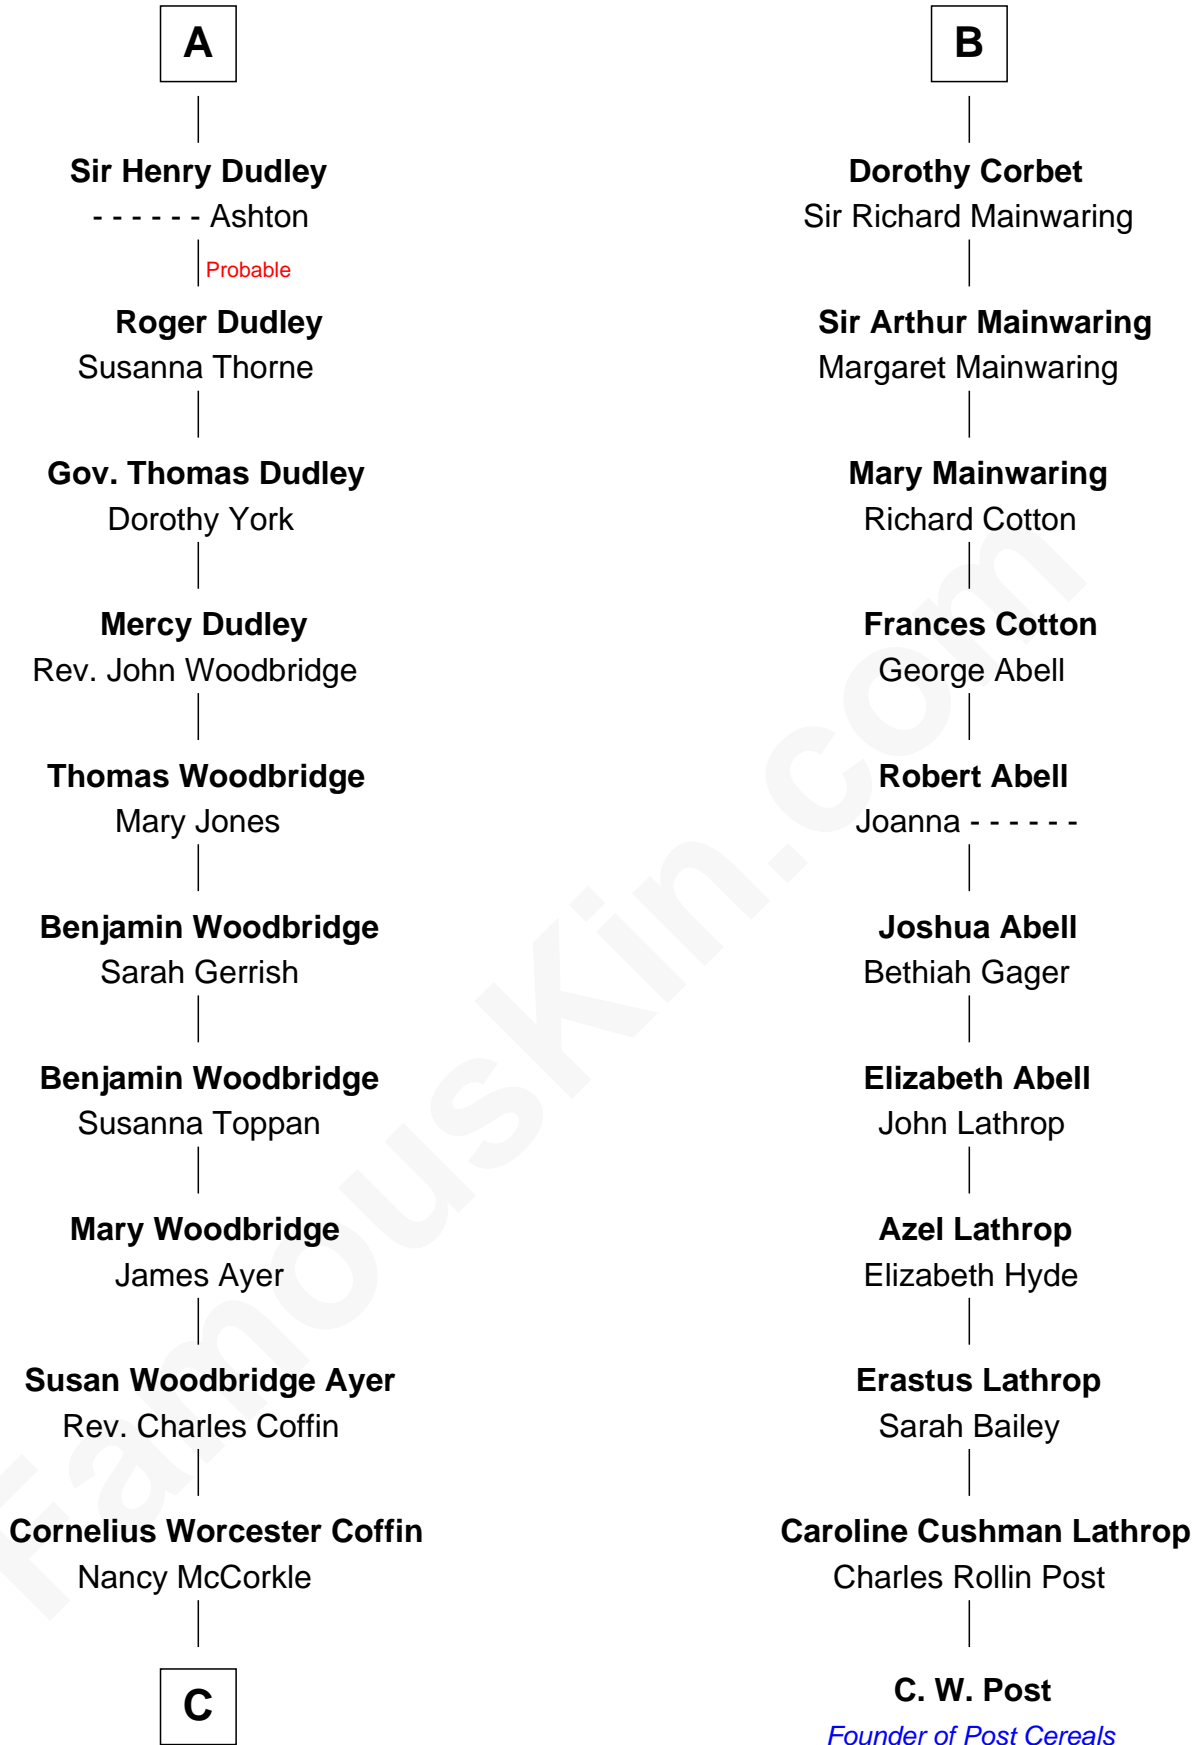 A
Sir Henry Dudley
- - - - - - Ashton
Probable
Roger Dudley
Susanna Thorne
Gov. Thomas Dudley
Dorothy York
Mercy Dudley
Rev. John Woodbridge
Thomas Woodbridge
Mary Jones
Benjamin Woodbridge
Sarah Gerrish
Benjamin Woodbridge
Susanna Toppan
Mary Woodbridge
James Ayer
Susan Woodbridge Ayer
Rev. Charles Coffin
Cornelius Worcester Coffin
Nancy McCorkle
C
B
Dorothy Corbet
Sir Richard Mainwaring
Sir Arthur Mainwaring
Margaret Mainwaring
Mary Mainwaring
Richard Cotton
Frances Cotton
George Abell
Robert Abell
Joanna - - - - - -
Joshua Abell
Bethiah Gager
Elizabeth Abell
John Lathrop
Azel Lathrop
Elizabeth Hyde
Erastus Lathrop
Sarah Bailey
Caroline Cushman Lathrop
Charles Rollin Post
C. W. Post
Founder of Post Cereals
FamousKin.com